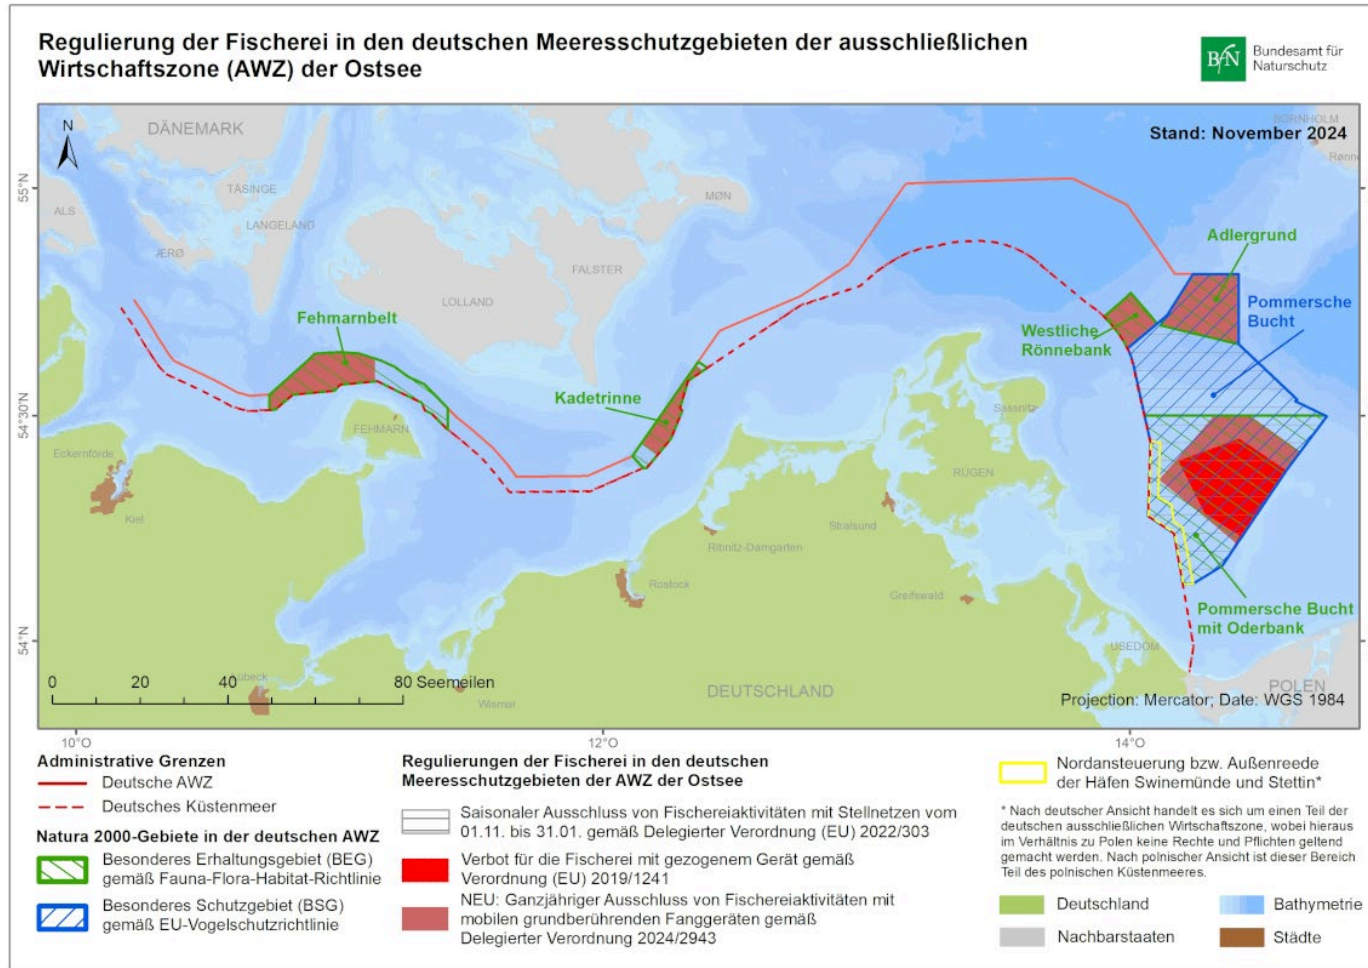 Regulierung der Fischerei in den deutschen Meeresschutzgebieten der ausschließlichen
Wirtschaftszone (AWZ) der Ostsee
BfN
Bundesamt für
Naturschutz
N
DÄNEMARK
BORNHOLM
Stand: November 2024
Rønne
55°N
TÅSINGE
MØN
ALS
LANGELAND
ÆRØ
FALSTER
Adlergrund
LOLLAND
Pommersche
Bucht
Fehmarnbelt
Westliche
Rönnebank
Kadetrinne
54°30'N
Sassnitz
FEHMARN
Eckernförde
RÜGEN
Kiel
Stralsund
Ribnitz-Damgarten
Rostock
Greifswald
Pommersche Bucht
mit Oderbank
54°N
USEDOM
0 20 40 80 Seemeilen
übeck
DEUTSCHLAND
POLEN
Wismar
Projection: Mercator; Date: WGS 1984
10°O
12°O
14°O
Administrative Grenzen
Deutsche AWZ
Deutsches Küstenmeer
Natura 2000-Gebiete in der deutschen AWZ
Besonderes Erhaltungsgebiet (BEG)
gemäß Fauna-Flora-Habitat-Richtlinie
Besonderes Schutzgebiet (BSG)
gemäß EU-Vogelschutzrichtlinie
Regulierungen der Fischerei in den deutschen
Meeresschutzgebieten der AWZ der Ostsee
Saisonaler Ausschluss von Fischereiaktivitäten mit Stellnetzen vom
01.11. bis 31.01. gemäß Delegierter Verordnung (EU) 2022/303
Verbot für die Fischerei mit gezogenem Gerät gemäß
Verordnung (EU) 2019/1241
NEU: Ganzjähriger Ausschluss von Fischereiaktivitäten mit
mobilen grundberührenden Fanggeräten gemäß
Delegierter Verordnung 2024/2943
Nordansteuerung bzw. Außenreede
der Häfen Swinemünde und Stettin*
* Nach deutscher Ansicht handelt es sich um einen Teil der
deutschen ausschließlichen Wirtschaftszone, wobei hieraus
im Verhältnis zu Polen keine Rechte und Pflichten geltend
gemacht werden. Nach polnischer Ansicht ist dieser Bereich
Teil des polnischen Küstenmeeres.
Deutschland
Bathymetrie
Nachbarstaaten
Städte